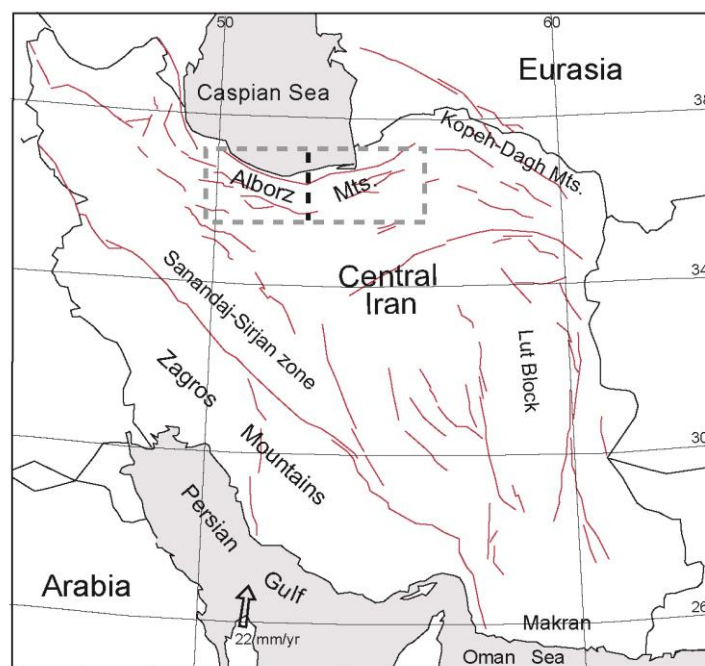 50
60
Eurasia
Caspian Sea
38
Kopeh-Dagh Mts.
Alborz
Mts.
34
Central
Iran
Sanandaj-Sirjan zone
Lut Block
Zagros
Mountains
30
Persian
Gulf
Arabia
26
Makran
22 mm/yr
Oman Sea